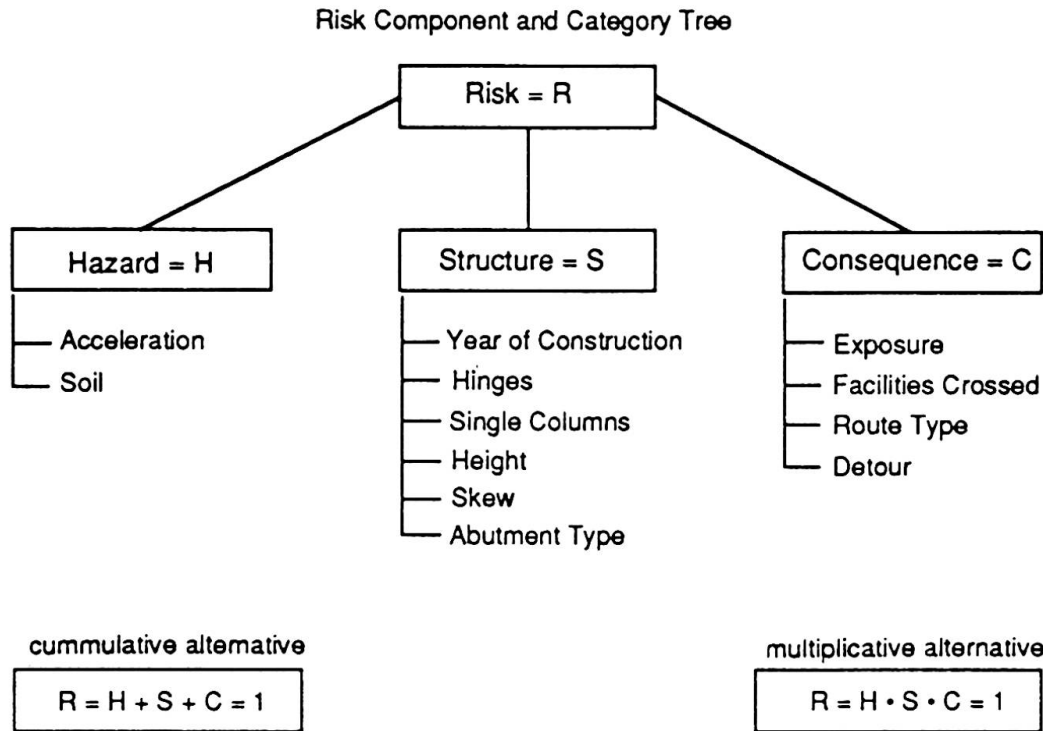 Risk Component and Category Tree
Risk = R
Hazard = H
Acceleration
Soil
Structure = S
Year of Construction
Hinges
Single Columns
Height
Skew
Abutment Type
Consequence = C
Exposure
Facilities Crossed
Route Type
Detour
cummulative alternative
R = H + S + C = 1
multiplicative alternative
R = H • S • C = 1